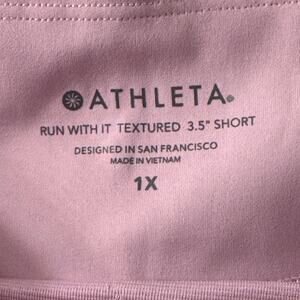 ATHLETA
RUN WITH IT TEXTURED 3.5" SHORT
DESIGNED IN SAN FRANCISCO
MADE IN VIETNAM
1X